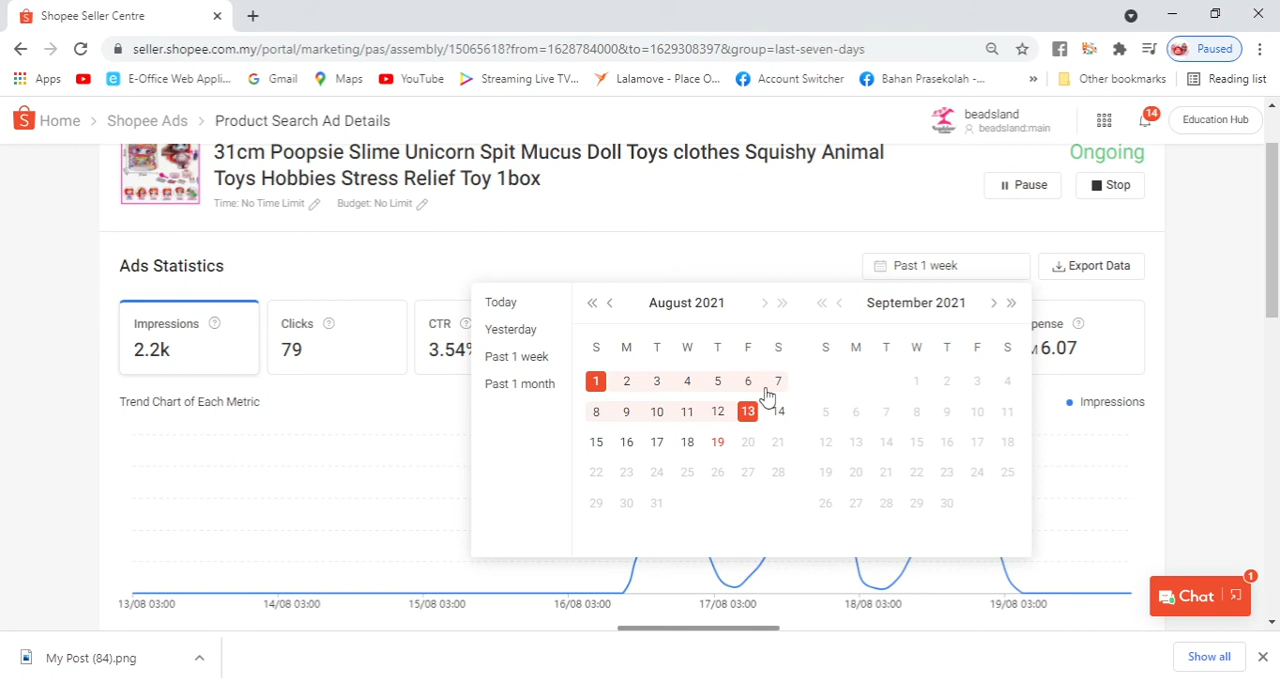 Shopee Seller Centre
seller.shopee.com.my/portal/marketing/pas/assembly/15065618?from=1628784000&to=1629308397&group=last-seven-days
Paused
Apps
E-Office Web Appli...
Gmail
Maps
YouTube
Streaming Live TV...
Lalamove - Place O...
Account Switcher
Bahan Prasekolah -...
»
Other bookmarks
Reading list
Home > Shopee Ads > Product Search Ad Details
beadsland
beadsland:main
14
Education Hub
31cm Poopsie Slime Unicorn Spit Mucus Doll Toys clothes Squishy Animal
Toys Hobbies Stress Relief Toy 1box
Time: No Time Limit Budget: No Limit
Ongoing
Pause
Stop
Ads Statistics
Past 1 week
Export Data
Impressions ?
2.2k
Clicks ?
79
CTR ?
3.54%
pense ?
6.07
Today
Yesterday
Past 1 week
Past 1 month
« ‹ August 2021 › »
S M T W T F S
1 2 3 4 5 6 7
8 9 10 11 12 13 14
15 16 17 18 19 20 21
22 23 24 25 26 27 28
29 30 31
« ‹ September 2021 › »
S M T W T F S
1 2 3 4
5 6 7 8 9 10 11
12 13 14 15 16 17 18
19 20 21 22 23 24 25
26 27 28 29 30
Trend Chart of Each Metric
Impressions
13/08 03:00 14/08 03:00 15/08 03:00 16/08 03:00 17/08 03:00 18/08 03:00 19/08 03:00
Chat
1
My Post (84).png
Show all